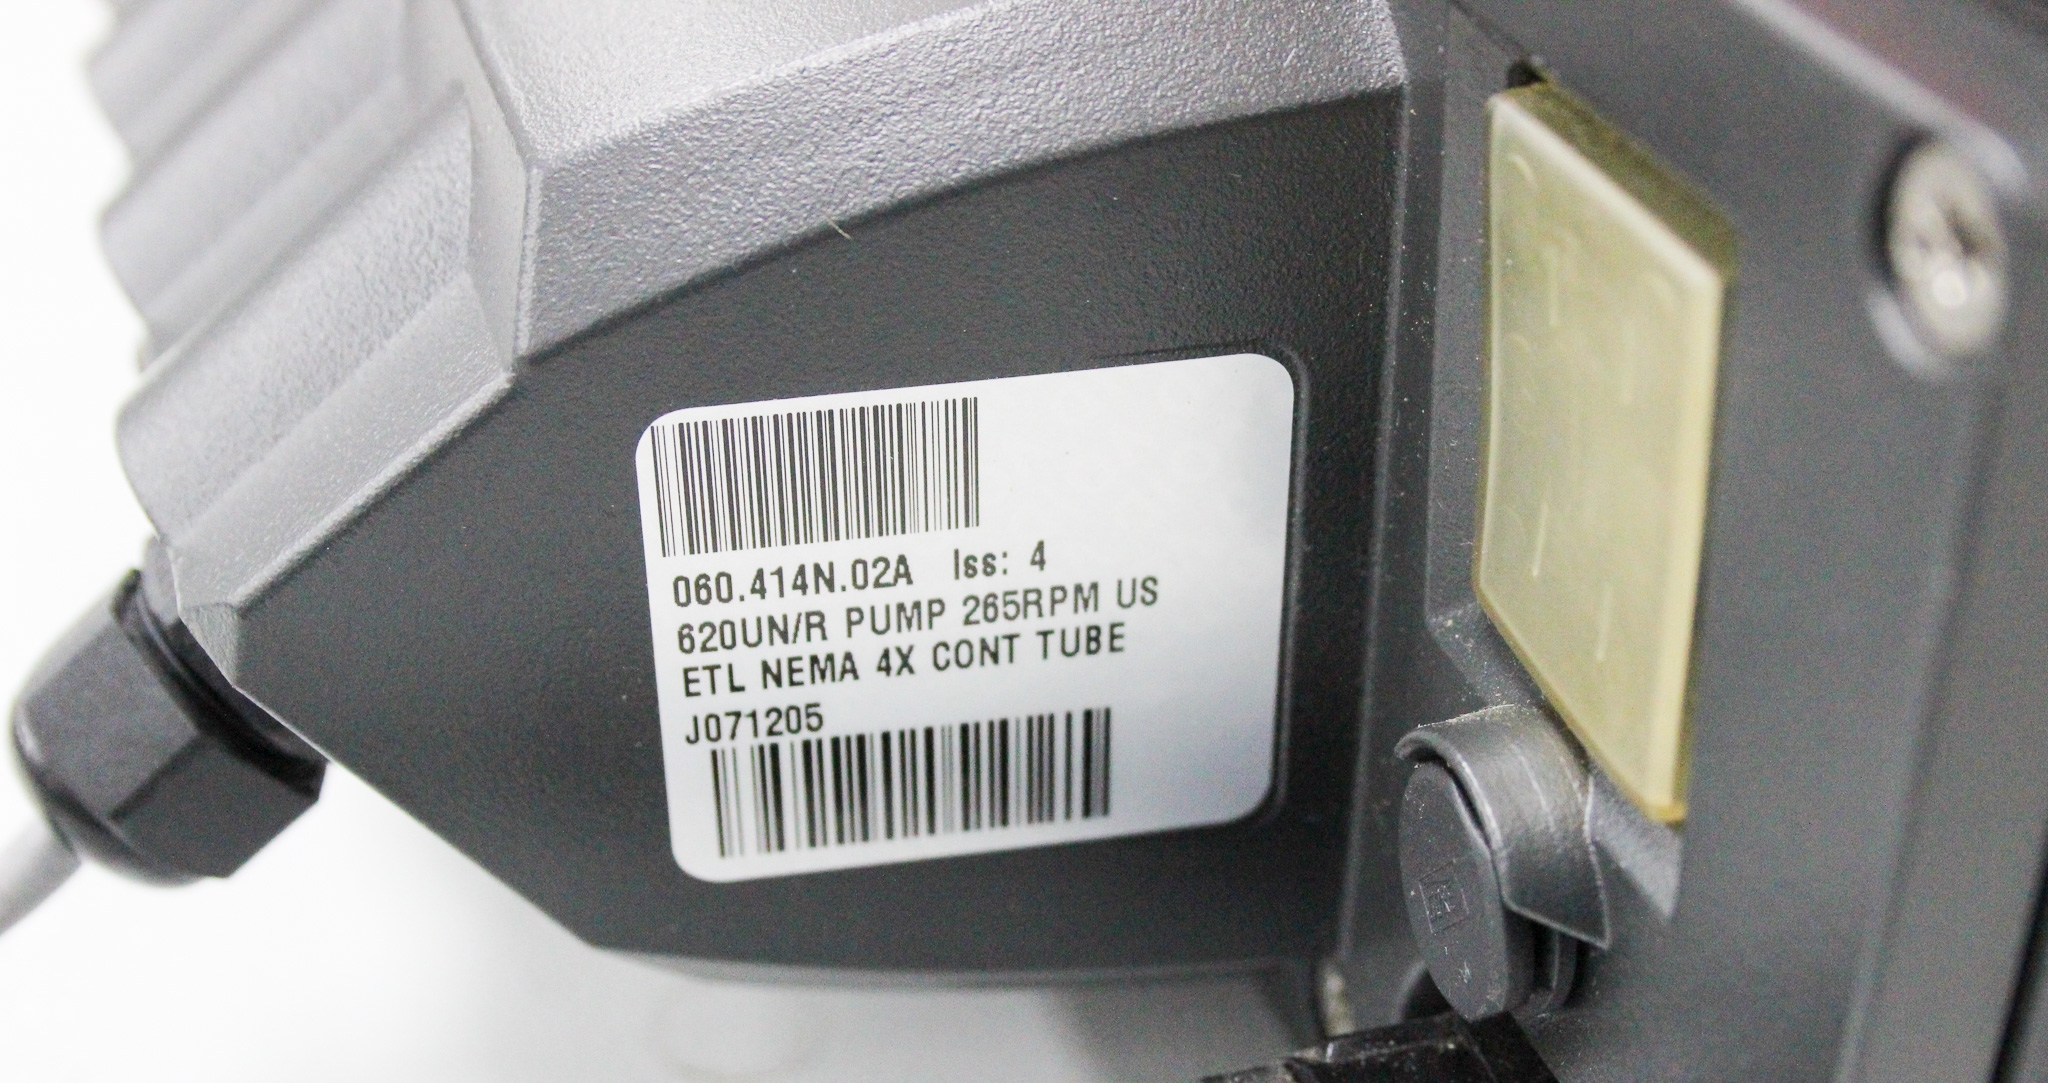 060.414N.02A Iss: 4
620UN/R PUMP 265RPM US
ETL NEMA 4X CONT TUBE
J071205